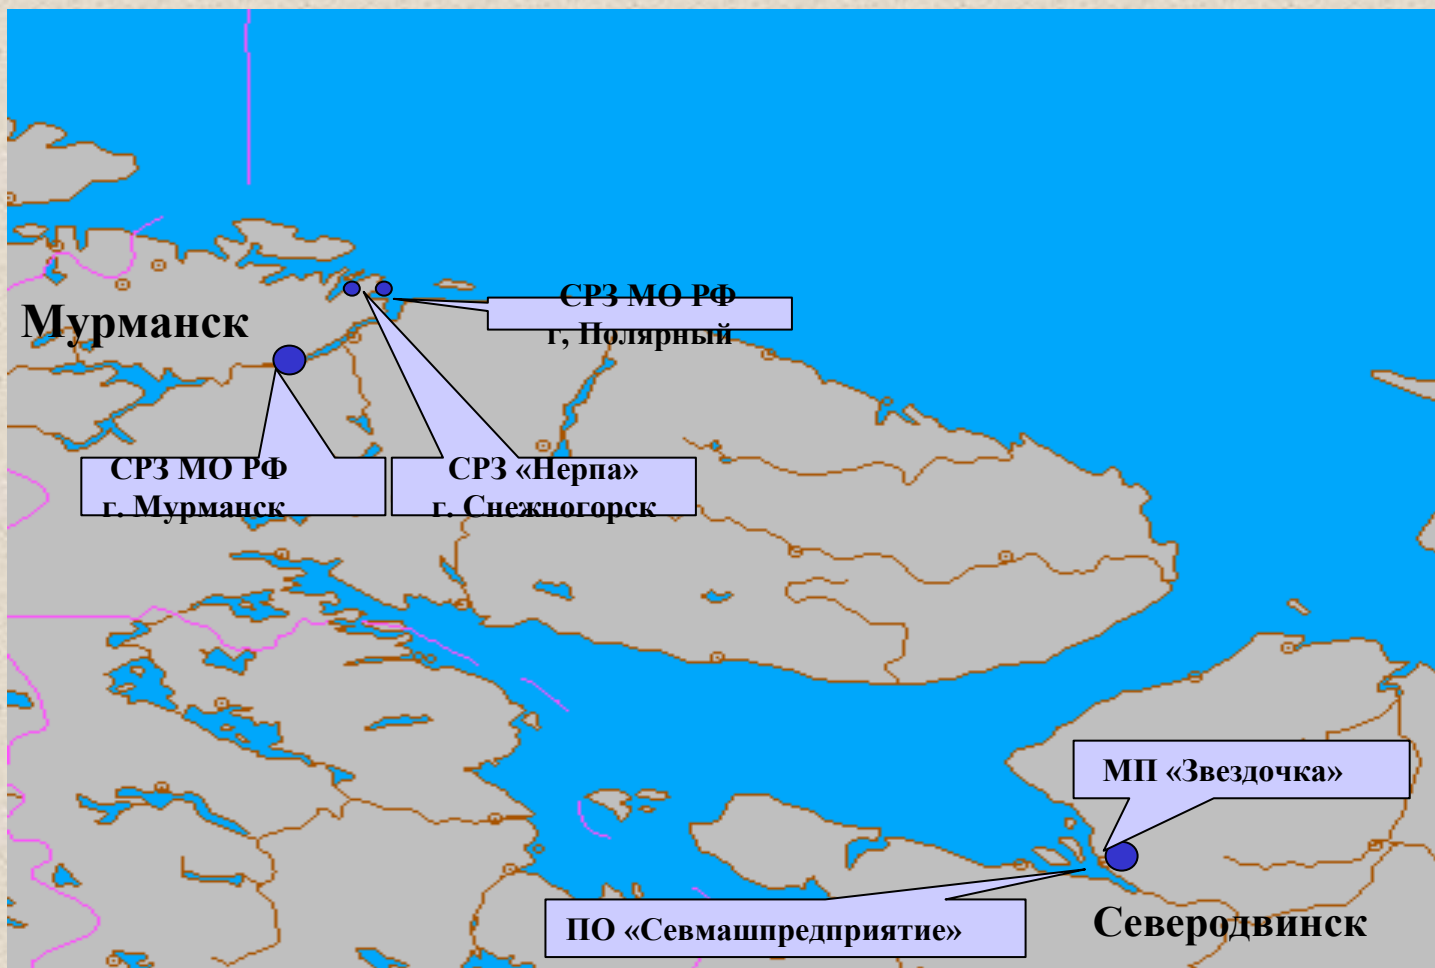 СРЗ МО РФ
г, Полярный
Мурманск
СРЗ МО РФ
г. Мурманск
СРЗ «Нерпа»
г. Снежногорск
МП «Звездочка»
ПО «Севмашпредприятие»
Северодвинск